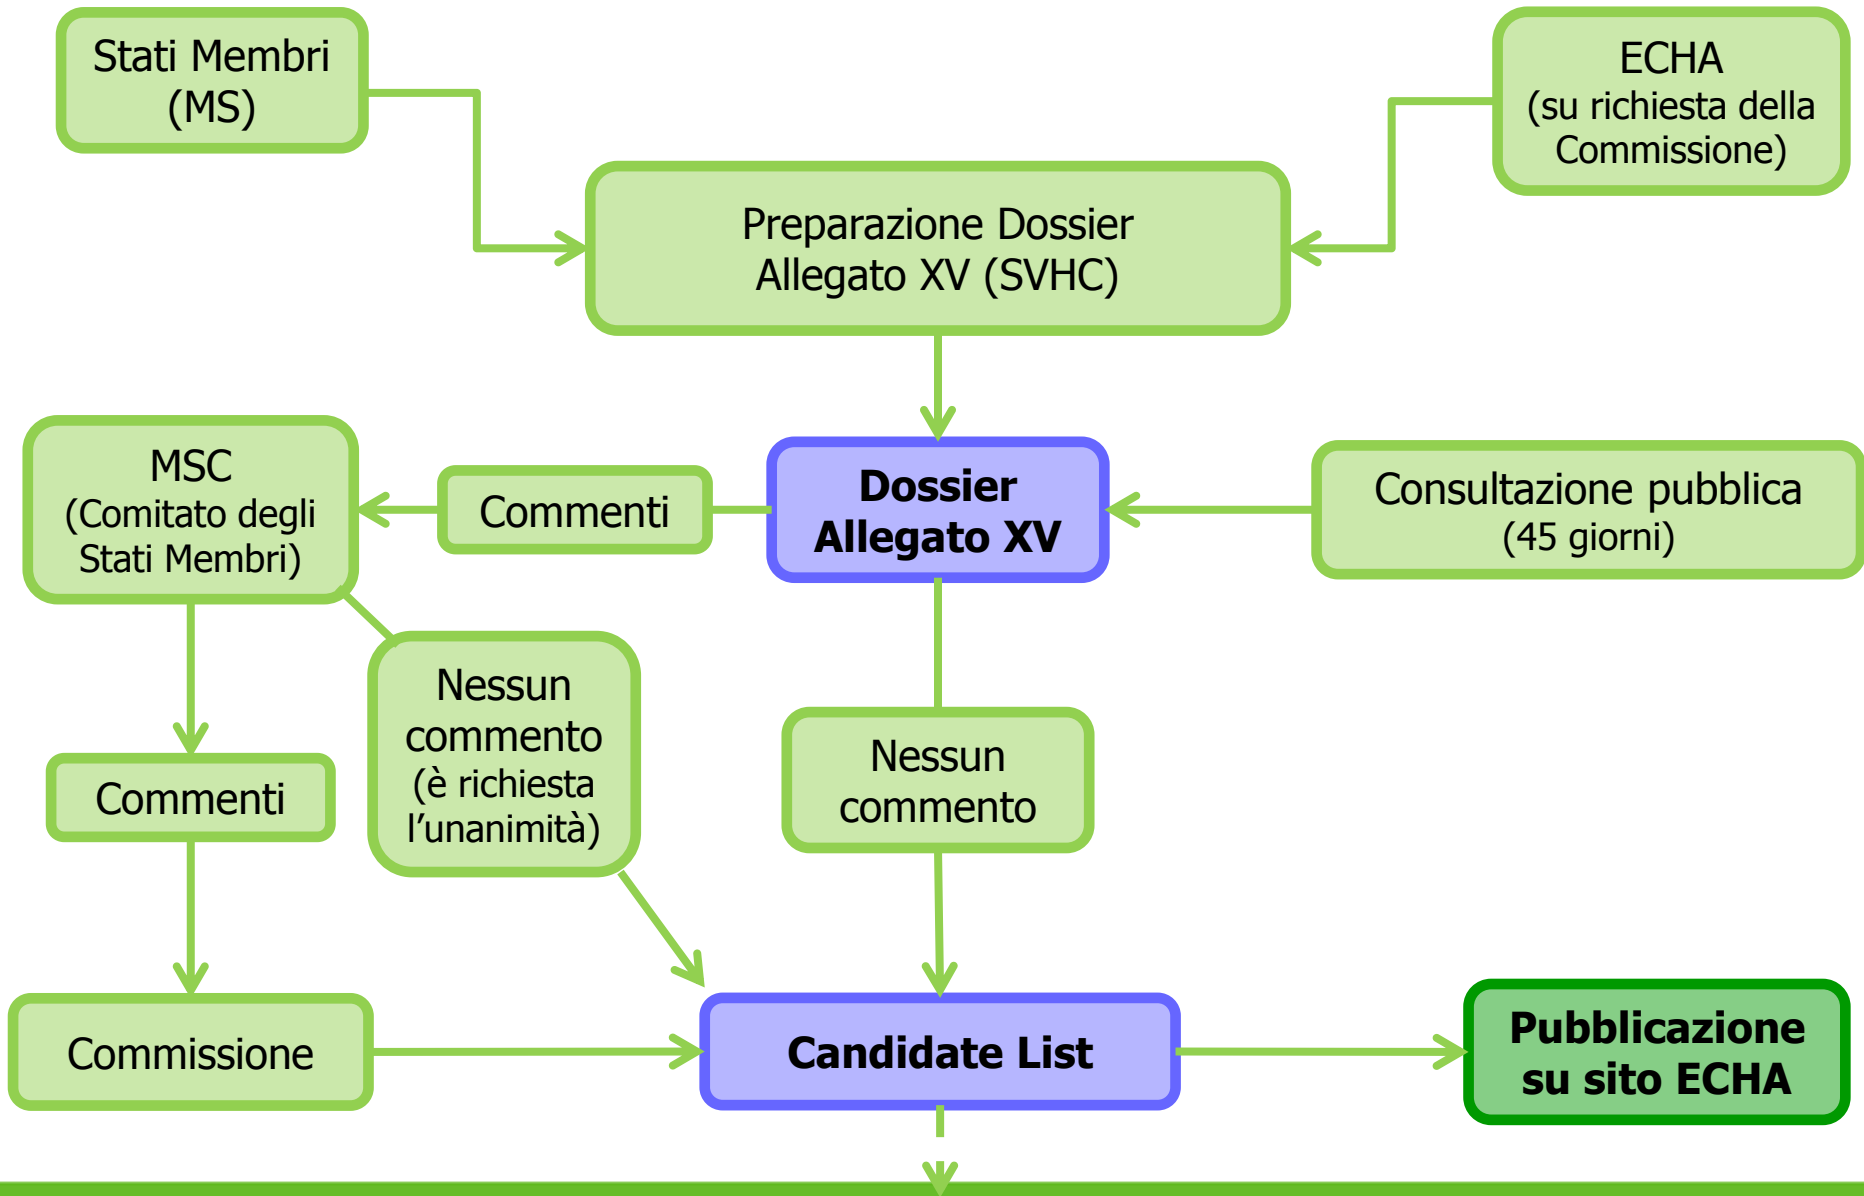 Stati Membri
(MS)
ECHA
(su richiesta della
Commissione)
Preparazione Dossier
Allegato XV (SVHC)
MSC
(Comitato degli
Stati Membri)
Commenti
Dossier
Allegato XV
Consultazione pubblica
(45 giorni)
Nessun
commento
(è richiesta
l’unanimità)
Nessun
commento
Commenti
Commissione
Candidate List
Pubblicazione
su sito ECHA